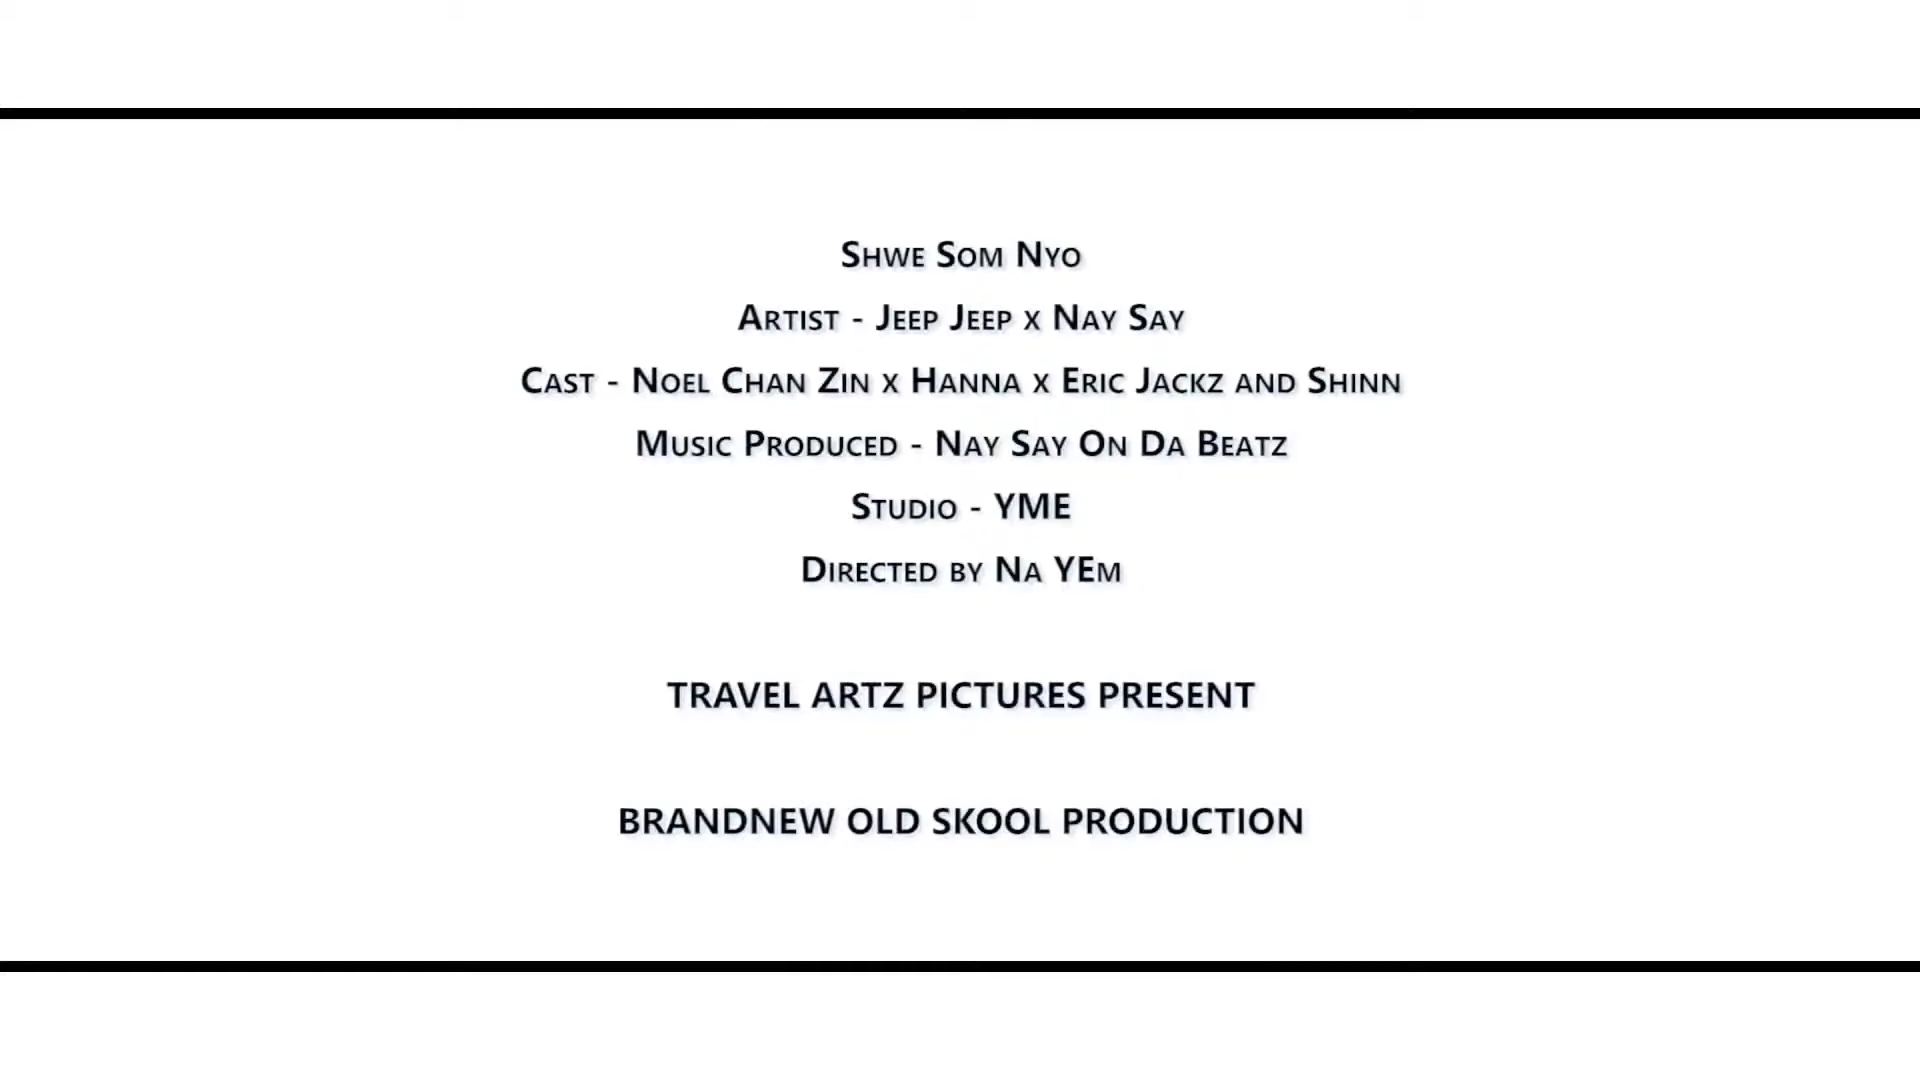 Shwe Som Nyo
Artist - Jeep Jeep x Nay Say
Cast - Noel Chan Zin x Hanna x Eric Jackz and Shinn
Music Produced - Nay Say On Da Beatz
Studio - YME
Directed by Na YEm
TRAVEL ARTZ PICTURES PRESENT
BRANDNEW OLD SKOOL PRODUCTION